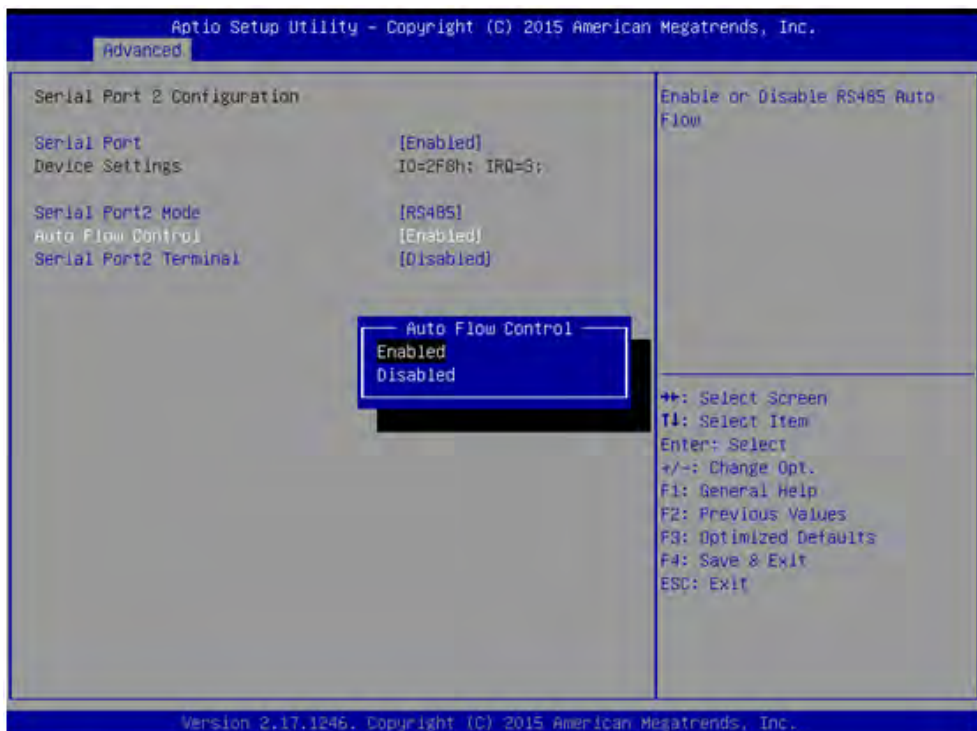 Aptio Setup Utility – Copyright (C) 2015 American Megatrends, Inc.
Advanced
Serial Port 2 Configuration
Serial Port [Enabled]
Device Settings IO=2F8h; IRQ=3;
Serial Port2 Mode [RS485]
Auto Flow Control [Enabled]
Serial Port2 Terminal [Disabled]
Auto Flow Control
Enabled
Disabled
Enable or Disable RS485 Auto
Flow
→←: Select Screen
↑↓: Select Item
Enter: Select
+/-: Change Opt.
F1: General Help
F2: Previous Values
F3: Optimized Defaults
F4: Save & Exit
ESC: Exit
Version 2.17.1246. Copyright (C) 2015 American Megatrends, Inc.